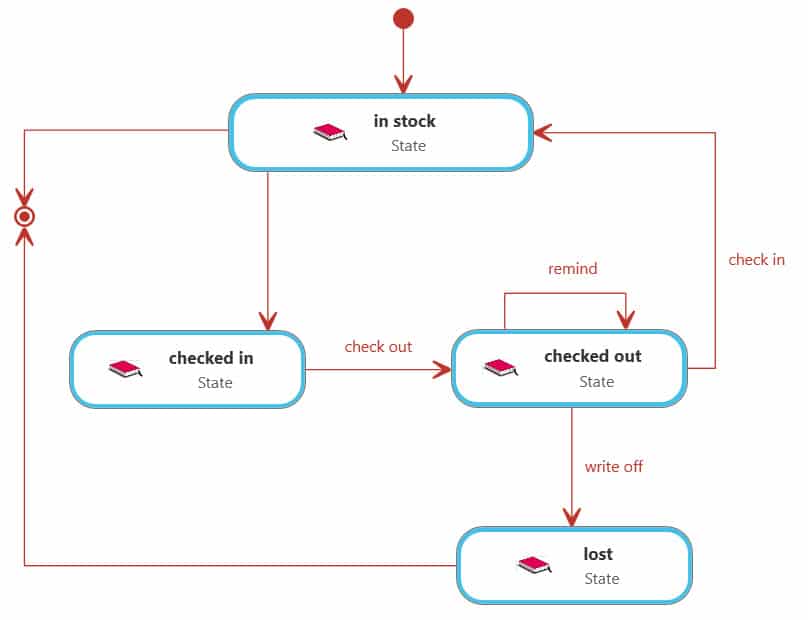 in stock
State
remind
check in
checked in
State
check out
checked out
State
write off
lost
State